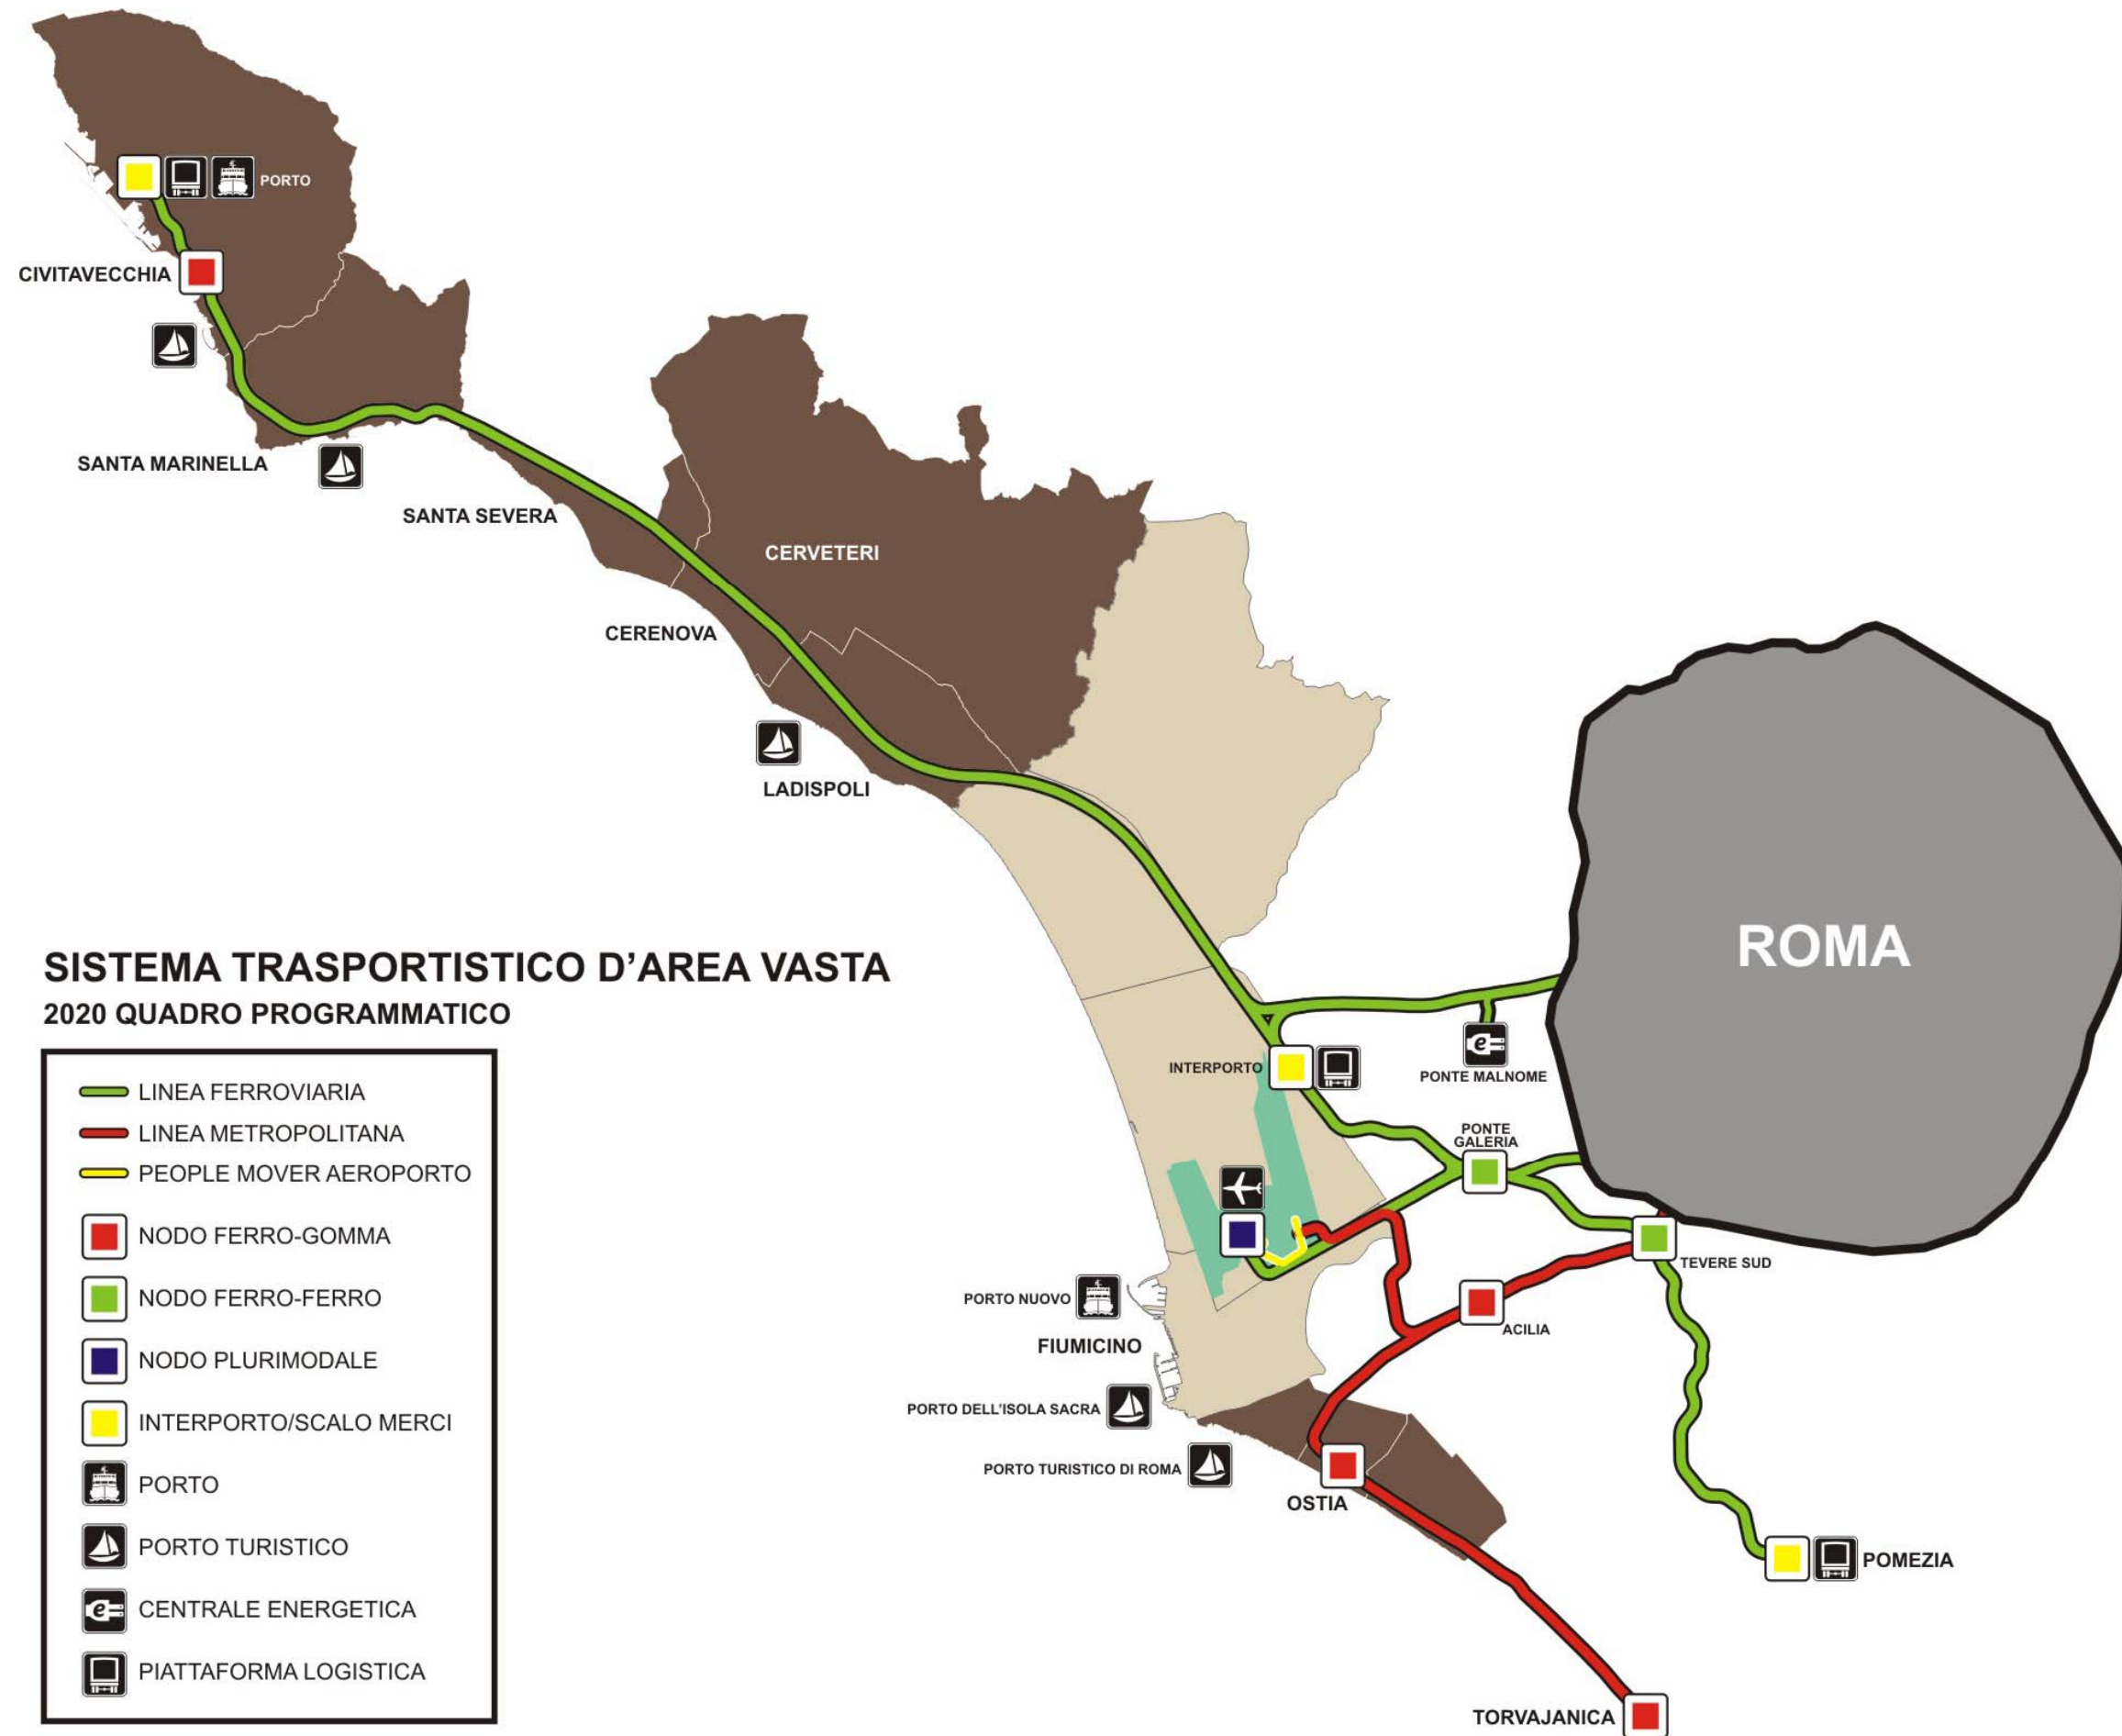 PORTO
CIVITAVECCHIA
SANTA MARINELLA
SANTA SEVERA
CERVETERI
CERENOVA
LADISPOLI
ROMA
SISTEMA TRASPORTISTICO D'AREA VASTA
2020 QUADRO PROGRAMMATICO
LINEA FERROVIARIA
LINEA METROPOLITANA
PEOPLE MOVER AEROPORTO
NODO FERRO-GOMMA
NODO FERRO-FERRO
NODO PLURIMODALE
INTERPORTO/SCALO MERCI
PORTO
PORTO TURISTICO
e
CENTRALE ENERGETICA
PIATTAFORMA LOGISTICA
INTERPORTO
e
PONTE MALNOME
PONTE
GALERIA
TEVERE SUD
PORTO NUOVO
ACILIA
FIUMICINO
PORTO DELL'ISOLA SACRA
PORTO TURISTICO DI ROMA
OSTIA
POMEZIA
TORVAJANICA